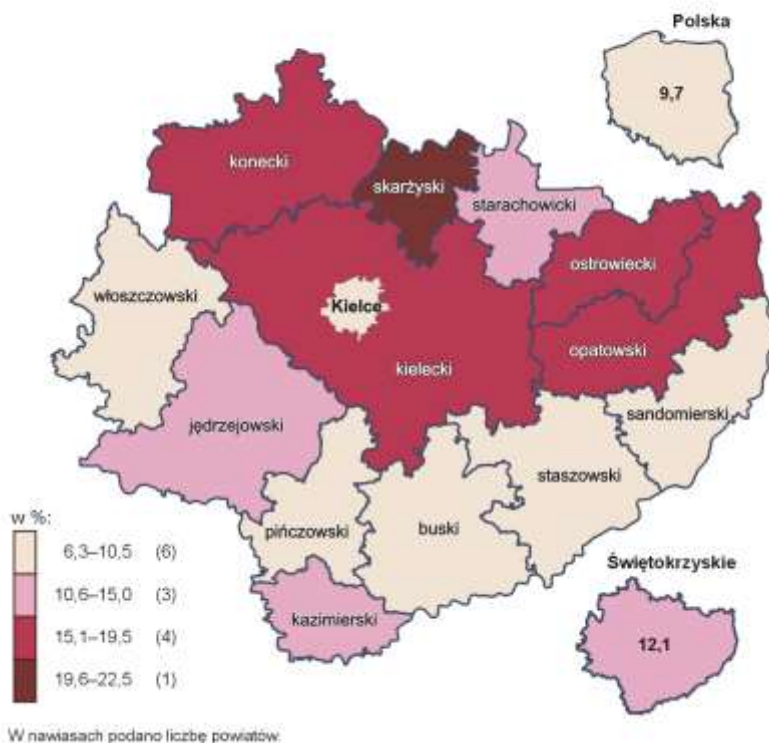 Polska
9,7
konecki
skarżyski
starachowicki
ostrowiecki
włoszczowski
Kielce
opatowski
kielecki
sandomierski
jędrzejowski
staszowski
w %:
6,3–10,5 (6)
pińczowski
buski
Świętokrzyskie
10,6–15,0 (3)
kazimierski
15,1–19,5 (4)
12,1
19,6–22,5 (1)
W nawiasach podano liczbę powiatów.